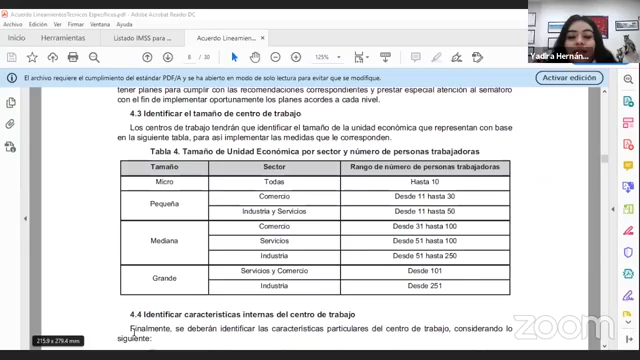 Acuerdo LineamientosTecnicos Específicos.pdf - Adobe Acrobat Reader DC
Archivo Edición Ver Firmar Ventana Ayuda
Inicio Herramientas Listado IMSS para ... Acuerdo Lineamien...
8 / 30 125%
Yadira Hernán...
El archivo requiere el cumplimiento del estándar PDF/A y se ha abierto en modo de solo lectura para evitar que se modifique. Activar edición
tener planes para cumplir con las recomendaciones correspondientes y prestar especial atención al semáforo
con el fin de implementar oportunamente los planes acordes a cada nivel.
4.3 Identificar el tamaño de centro de trabajo
Los centros de trabajo tendrán que identificar el tamaño de la unidad económica que representan con base
en la siguiente tabla, para así implementar las medidas que le corresponden.
Tabla 4. Tamaño de Unidad Económica por sector y número de personas trabajadoras
Tamaño Sector Rango de número de personas trabajadoras
Micro Todas Hasta 10
Pequeña Comercio Desde 11 hasta 30
Industria y Servicios Desde 11 hasta 50
Mediana Comercio Desde 31 hasta 100
Servicios Desde 51 hasta 100
Industria Desde 51 hasta 250
Grande Servicios y Comercio Desde 101
Industria Desde 251
4.4 Identificar características internas del centro de trabajo
Finalmente, se deberán identificar las características particulares del centro de trabajo, considerando lo
siguiente:
215.9 x 279.4 mm
zoom